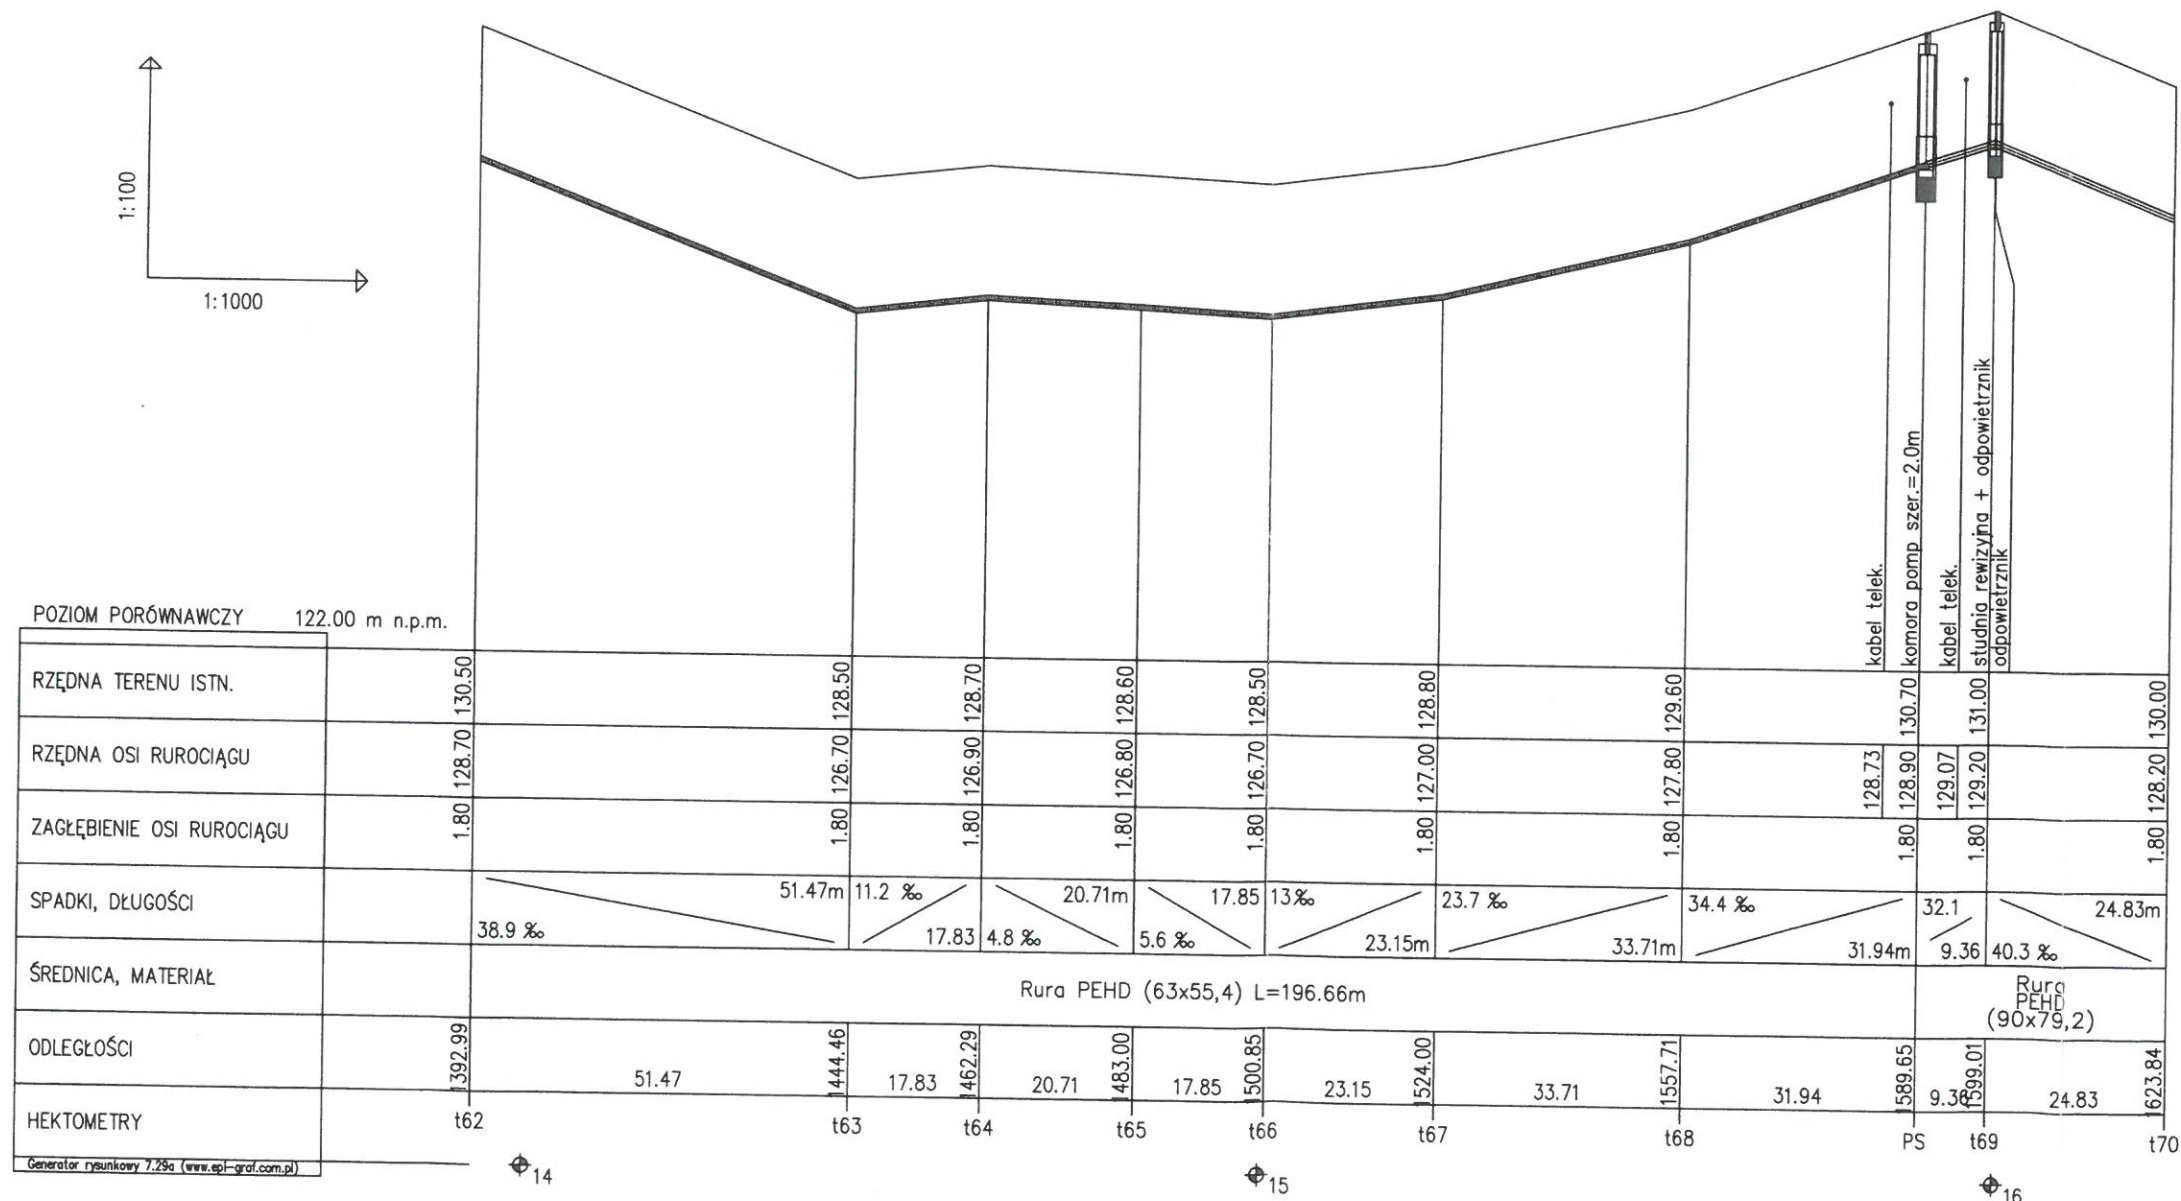 1:100
1:1000
kabel telek.
komora pomp szer.=2.0m
kabel telek.
studnia rewizyjna + odpowietrznik
odpowietrznik
POZIOM PORÓWNAWCZY 122.00 m n.p.m.
RZĘDNA TERENU ISTN. 130.50 128.50 128.70 128.60 128.50 128.80 129.60 130.70 131.00 130.00
RZĘDNA OSI RUROCIĄGU 128.70 126.70 126.90 126.80 126.70 127.00 127.80 128.73 128.90 129.07 129.20 128.20
ZAGŁĘBIENIE OSI RUROCIĄGU 1.80 1.80 1.80 1.80 1.80 1.80 1.80 1.80 1.80 1.80
51.47m 11.2 ‰ 20.71m 17.85 13‰ 23.7 ‰ 34.4 ‰ 32.1 24.83m
SPADKI, DŁUGOŚCI
38.9 ‰ 17.83 4.8 ‰ 5.6 ‰ 23.15m 33.71m 31.94m 9.36 40.3 ‰
ŚREDNICA, MATERIAŁ Rura PEHD (63x55,4) L=196.66m
Rura
PEHD
(90x79,2)
ODLEGŁOŚCI 1392.99 1444.46 1462.29 1483.00 1500.85 1524.00 1557.71 1589.65 1599.01 1623.84
51.47 17.83 20.71 17.85 23.15 33.71 31.94 9.36 24.83
HEKTOMETRY t62 t63 t64 t65 t66 t67 t68 PS t69 t70
Generator rysunkowy 7.29a (www.epl-graf.com.pl)
14 15 16